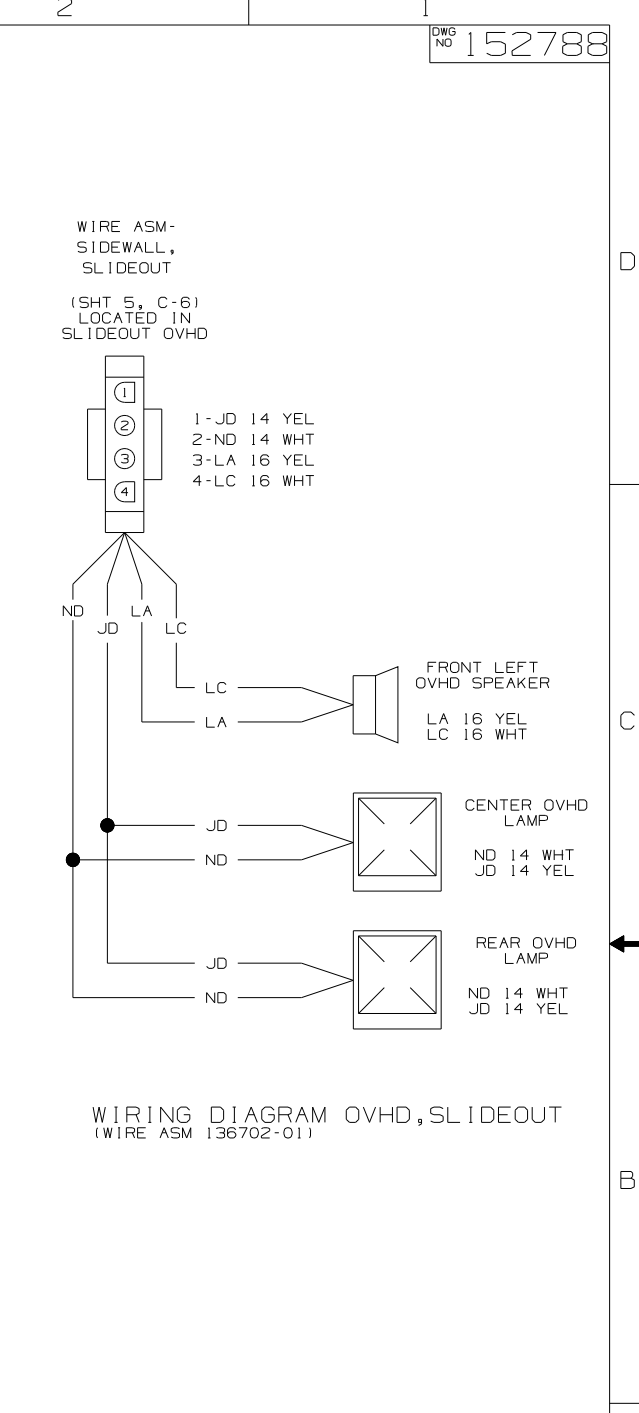 2
1
DWG NO 152788
WIRE ASM-
SIDEWALL,
SLIDEOUT
(SHT 5, C-6)
LOCATED IN
SLIDEOUT OVHD
D
1
2
3
4
1-JD 14 YEL
2-ND 14 WHT
3-LA 16 YEL
4-LC 16 WHT
ND
JD
LA
LC
LC
LA
FRONT LEFT
OVHD SPEAKER
LA 16 YEL
LC 16 WHT
C
JD
ND
CENTER OVHD
LAMP
ND 14 WHT
JD 14 YEL
JD
ND
REAR OVHD
LAMP
ND 14 WHT
JD 14 YEL
WIRING DIAGRAM OVHD,SLIDEOUT
(WIRE ASM 136702-01)
B